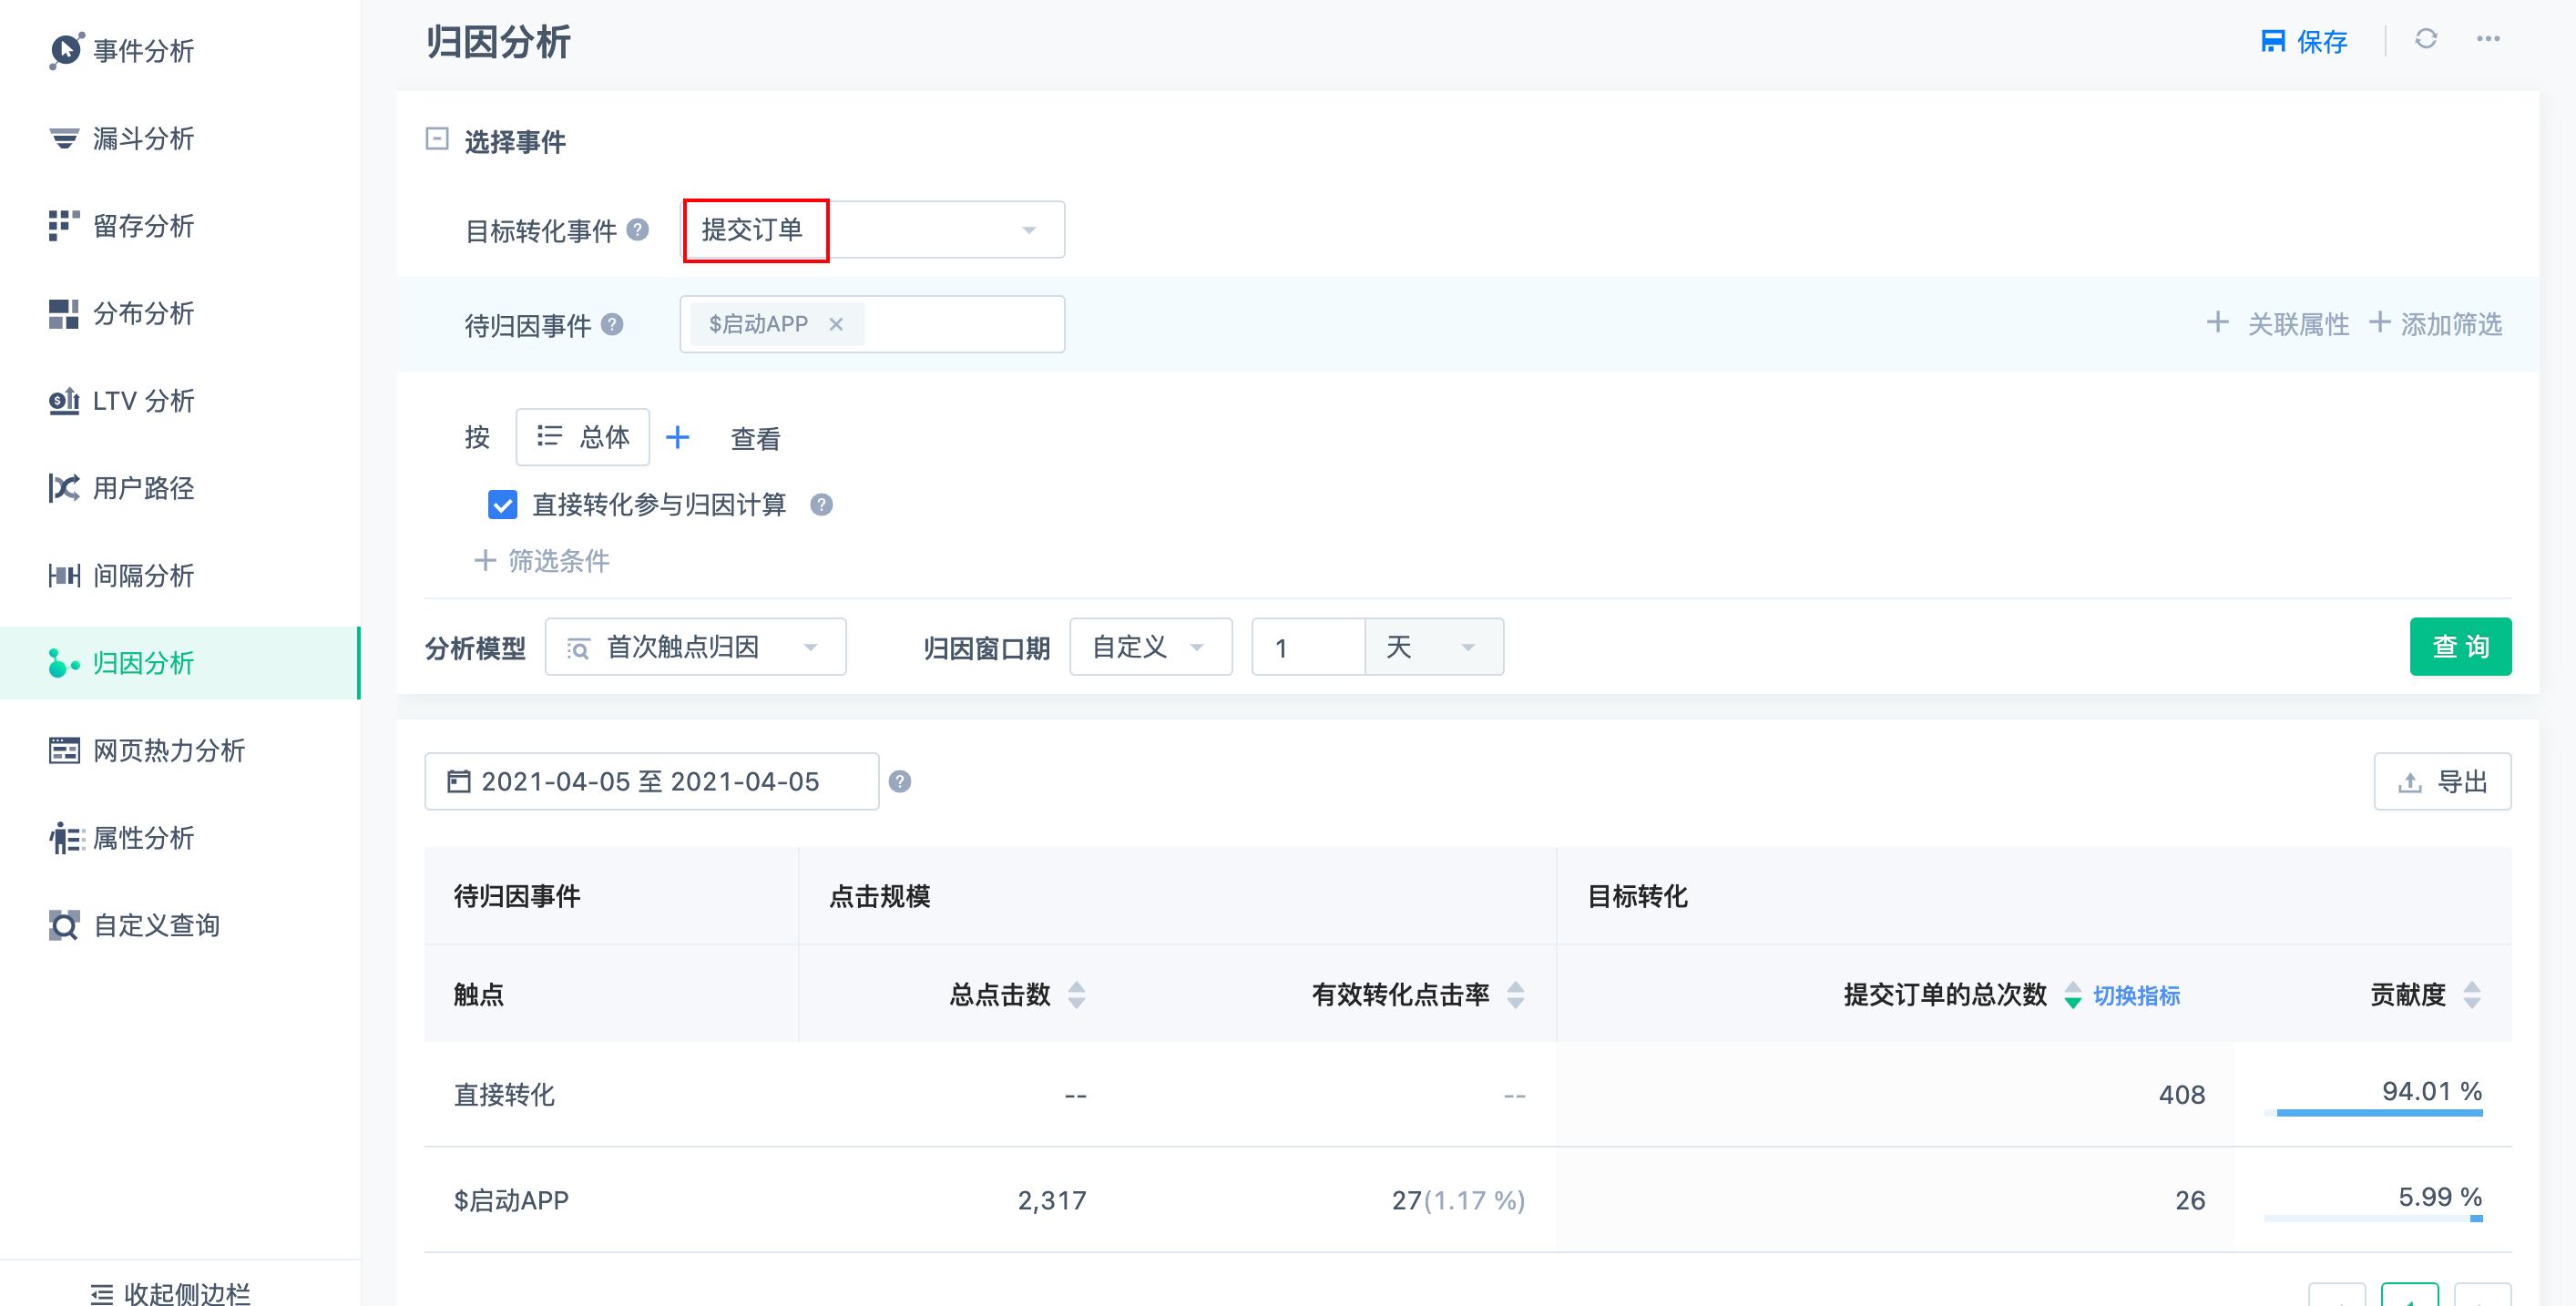 事件分析
漏斗分析
留存分析
分布分析
LTV 分析
用户路径
间隔分析
归因分析
网页热力分析
属性分析
自定义查询
收起侧边栏
归因分析
保存
选择事件
目标转化事件 ? 提交订单
待归因事件 ? $启动APP ×
+ 关联属性 + 添加筛选
按 总体 + 查看
直接转化参与归因计算 ?
+ 筛选条件
分析模型 首次触点归因 归因窗口期 自定义 1 天 查 询
2021-04-05 至 2021-04-05 ? 导出
待归因事件 点击规模 目标转化
触点 总点击数 有效转化点击率 提交订单的总次数 切换指标 贡献度
直接转化 -- -- 408 94.01 %
$启动APP 2,317 27(1.17 %) 26 5.99 %